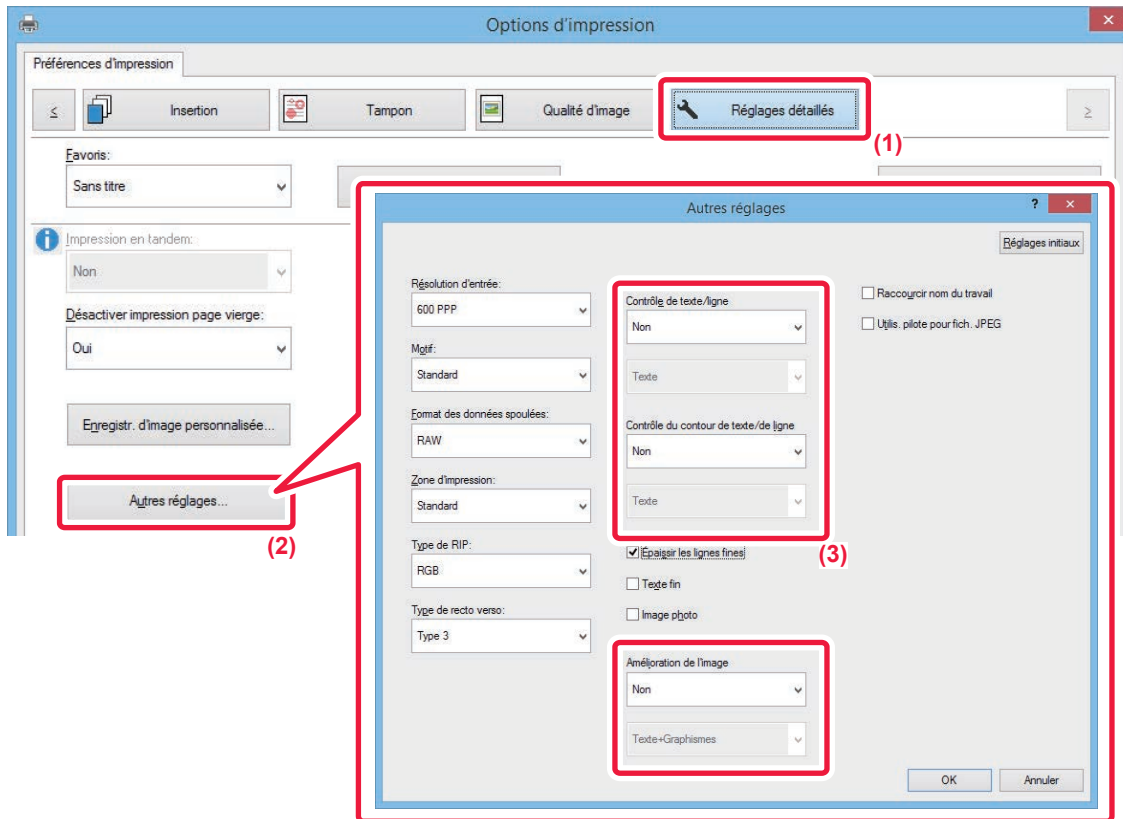 Options d'impression
Préférences d'impression
<
Insertion
Tampon
Qualité d'image
Réglages détaillés
>
(1)
Favoris:
Sans titre
Impression en tandem:
Non
Désactiver impression page vierge:
Oui
Enregistr. d'image personnalisée...
Autres réglages...
(2)
Autres réglages
?
Réglages initiaux
Résolution d'entrée:
600 PPP
Motif:
Standard
Format des données spoulées:
RAW
Zone d'impression:
Standard
Type de RIP:
RGB
Type de recto verso:
Type 3
Contrôle de texte/ligne
Non
Texte
Contrôle du contour de texte/de ligne
Non
Texte
(3)
Épaissir les lignes fines
Texte fin
Image photo
Amélioration de l'image
Non
Texte+Graphismes
Raccourcir nom du travail
Utilis. pilote pour fich. JPEG
OK
Annuler